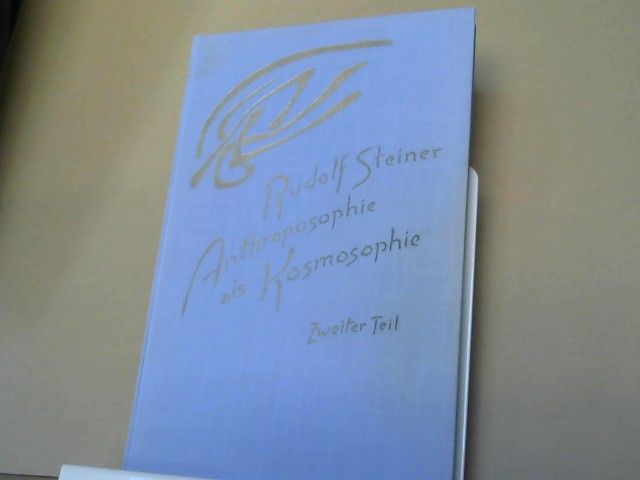 Rudolf Steiner
Anthroposophie
als Kosmosophie
Zweiter Teil